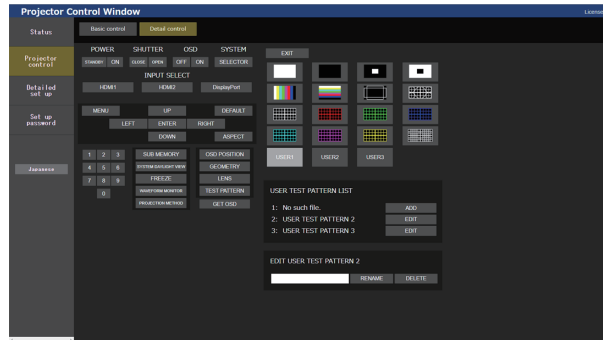 Projector Control Window
License
Status
Projector control
Detailed set up
Set up password
Japanese
Basic control
Detail control
POWER SHUTTER OSD SYSTEM
STANDBY ON CLOSE OPEN OFF ON SELECTOR
INPUT SELECT
HDMI1 HDMI2 DisplayPort
MENU UP DEFAULT
LEFT ENTER RIGHT
DOWN ASPECT
1 2 3
4 5 6
7 8 9
0
SUB MEMORY
SYSTEM DAYLIGHT VIEW
FREEZE
WAVEFORM MONITOR
PROJECTION METHOD
OSD POSITION
GEOMETRY
LENS
TEST PATTERN
GET OSD
EXIT
USER1 USER2 USER3
USER TEST PATTERN LIST
1: No such file. ADD
2: USER TEST PATTERN 2 EDIT
3: USER TEST PATTERN 3 EDIT
EDIT USER TEST PATTERN 2
RENAME DELETE